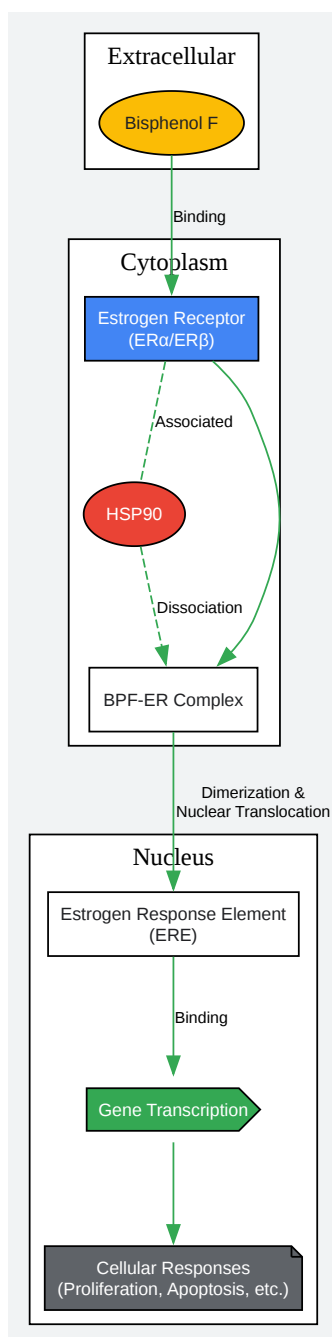 Extracellular
Bisphenol F
Binding
Cytoplasm
Estrogen Receptor
(ERα/ERβ)
Associated
HSP90
Dissociation
BPF-ER Complex
Dimerization &
Nuclear Translocation
Nucleus
Estrogen Response Element
(ERE)
Binding
Gene Transcription
Cellular Responses
(Proliferation, Apoptosis, etc.)